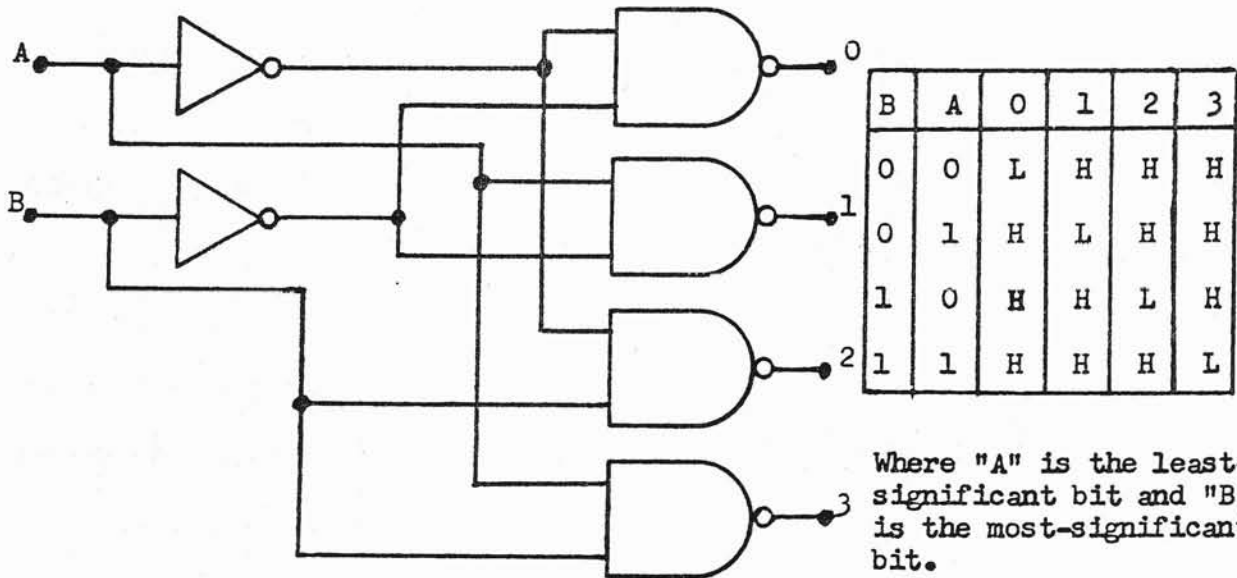 A
B
0
1
2
3
B A 0 1 2 3
0 0 L H H H
0 1 H L H H
1 0 H H L H
1 1 H H H L
Where "A" is the least
significant bit and "B
is the most-significant
bit.